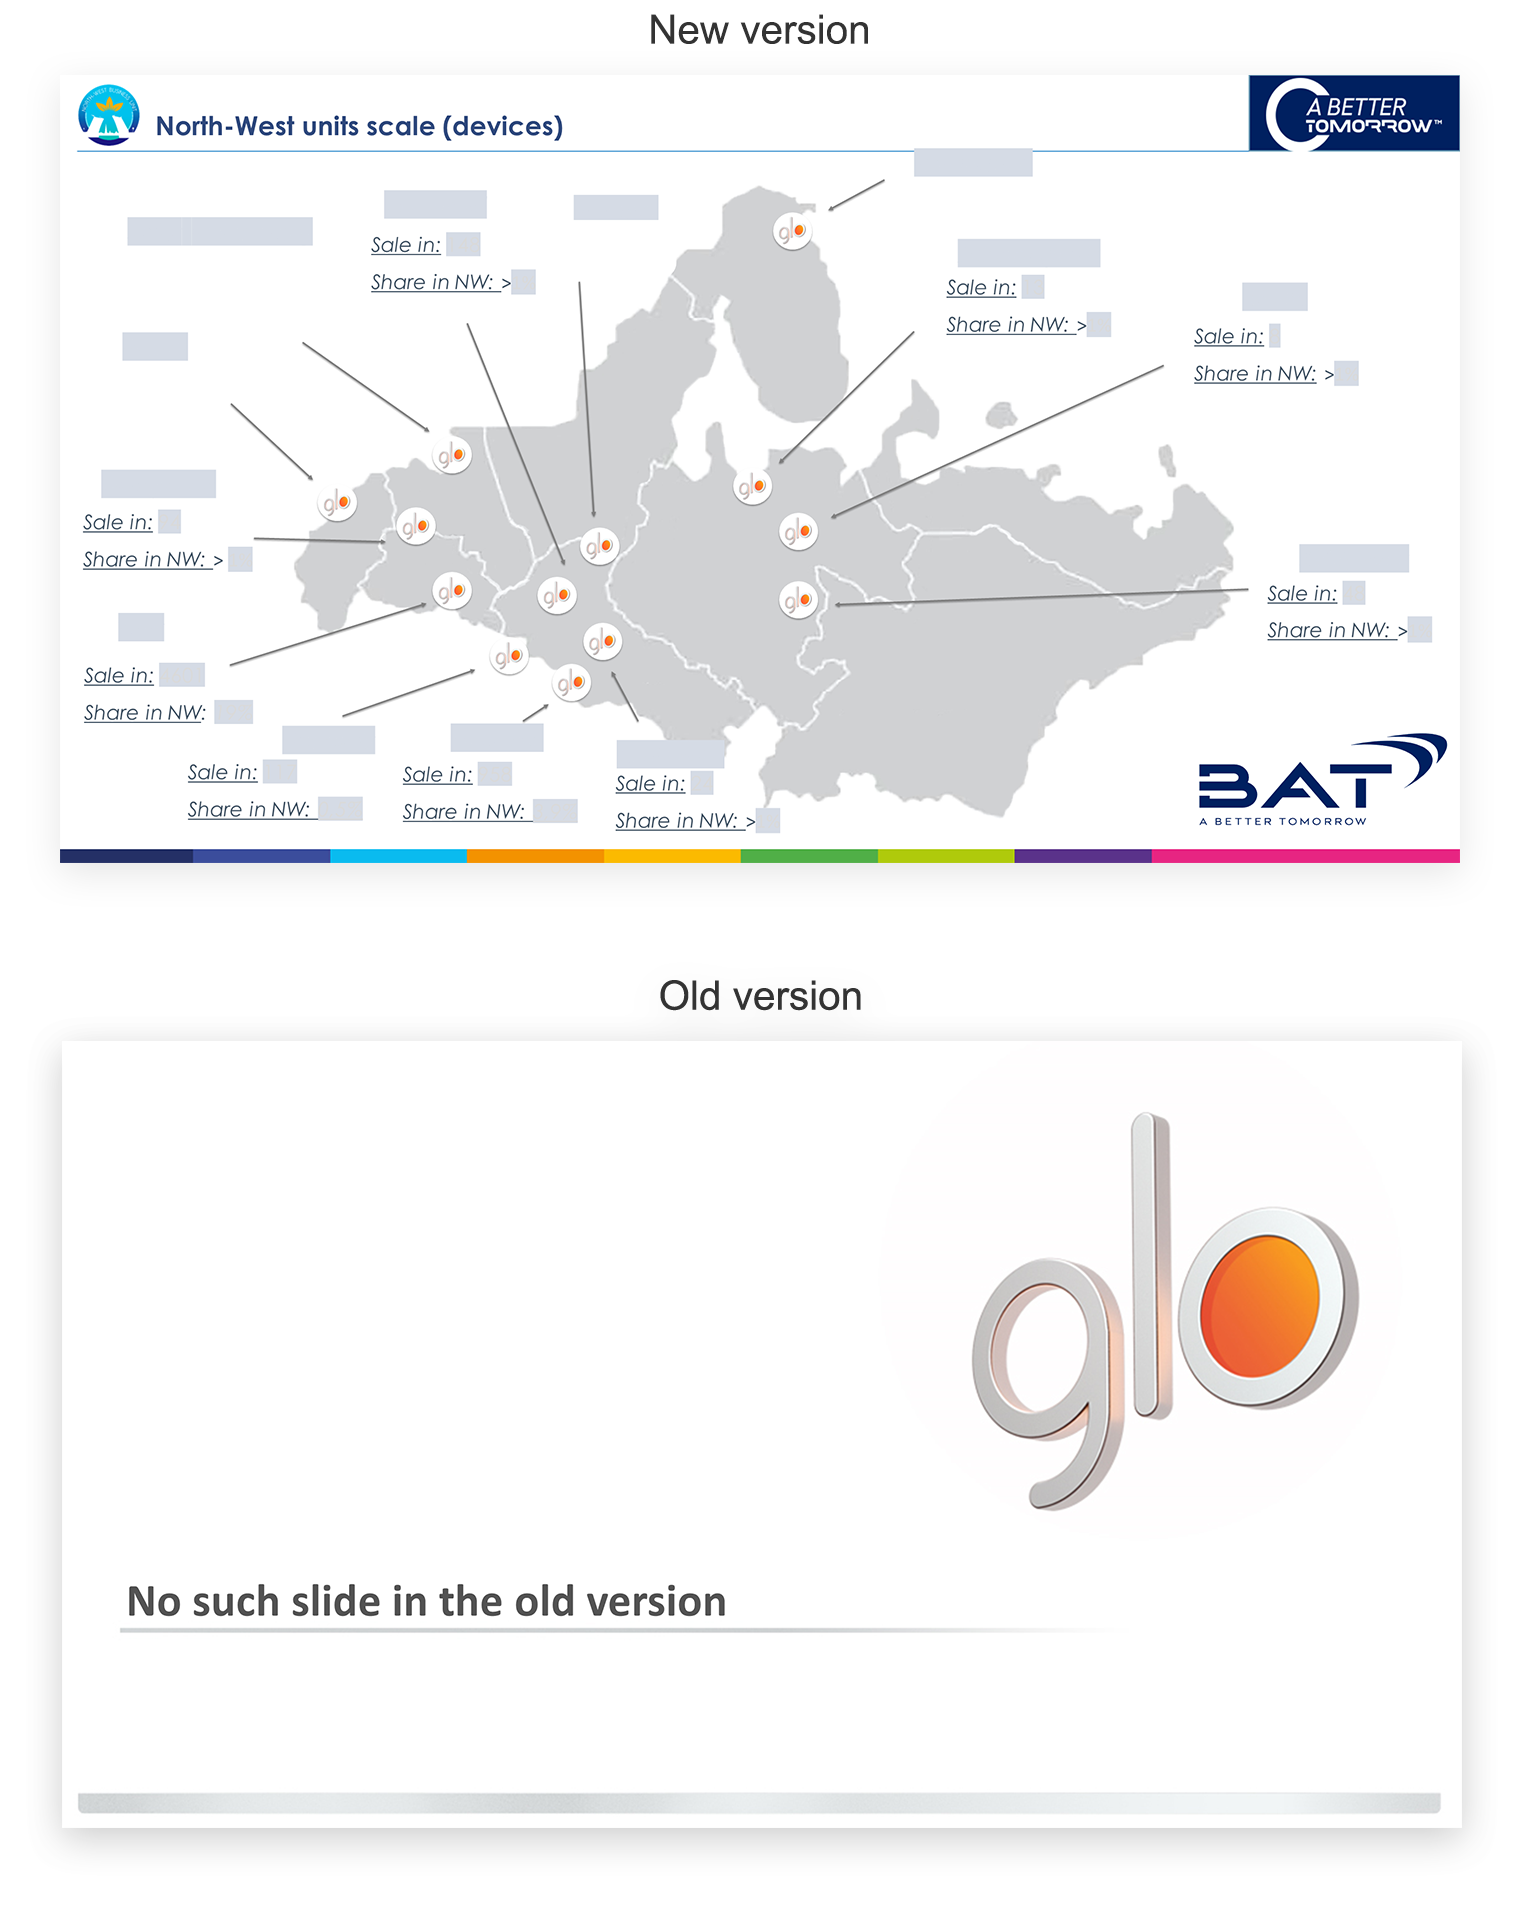 New version
NORTH-WEST BUSINESS UNIT
North-West units scale (devices)
A BETTER
TOMORROW™
Sale in:
Share in NW: >
glo
Sale in:
Share in NW: >
Sale in:
Share in NW: >
glo
glo
glo
Sale in:
Share in NW: >
glo
glo
glo
glo
glo
glo
Sale in:
Share in NW: >
glo
Sale in:
Share in NW:
glo
glo
Sale in:
Share in NW:
Sale in:
Share in NW:
Sale in:
Share in NW: >
BAT
A BETTER TOMORROW
Old version
glo
No such slide in the old version